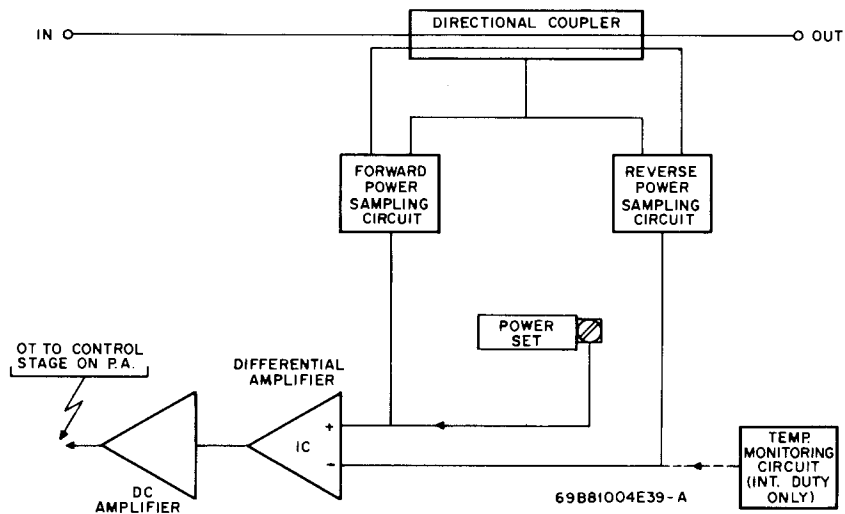 DIRECTIONAL COUPLER
IN
OUT
FORWARD
POWER
SAMPLING
CIRCUIT
REVERSE
POWER
SAMPLING
CIRCUIT
POWER
SET
OT TO CONTROL
STAGE ON P.A.
DIFFERENTIAL
AMPLIFIER
+
IC
-
DC
AMPLIFIER
TEMP.
MONITORING
CIRCUIT
(INT. DUTY
ONLY)
69B81004E39-A